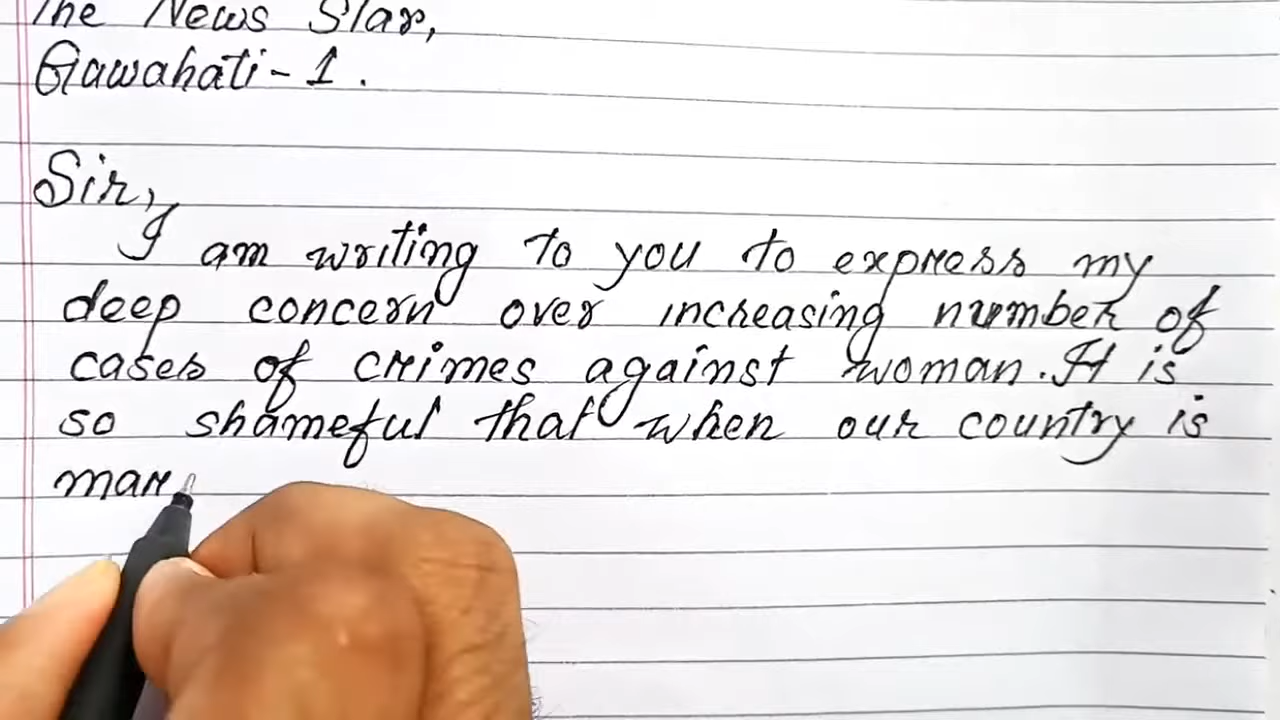 The News Star,
Gawahati-1.
Sir,
I am writing to you to express my
deep concern over increasing number of
cases of crimes against woman. It is
so shameful that when our country is
mar